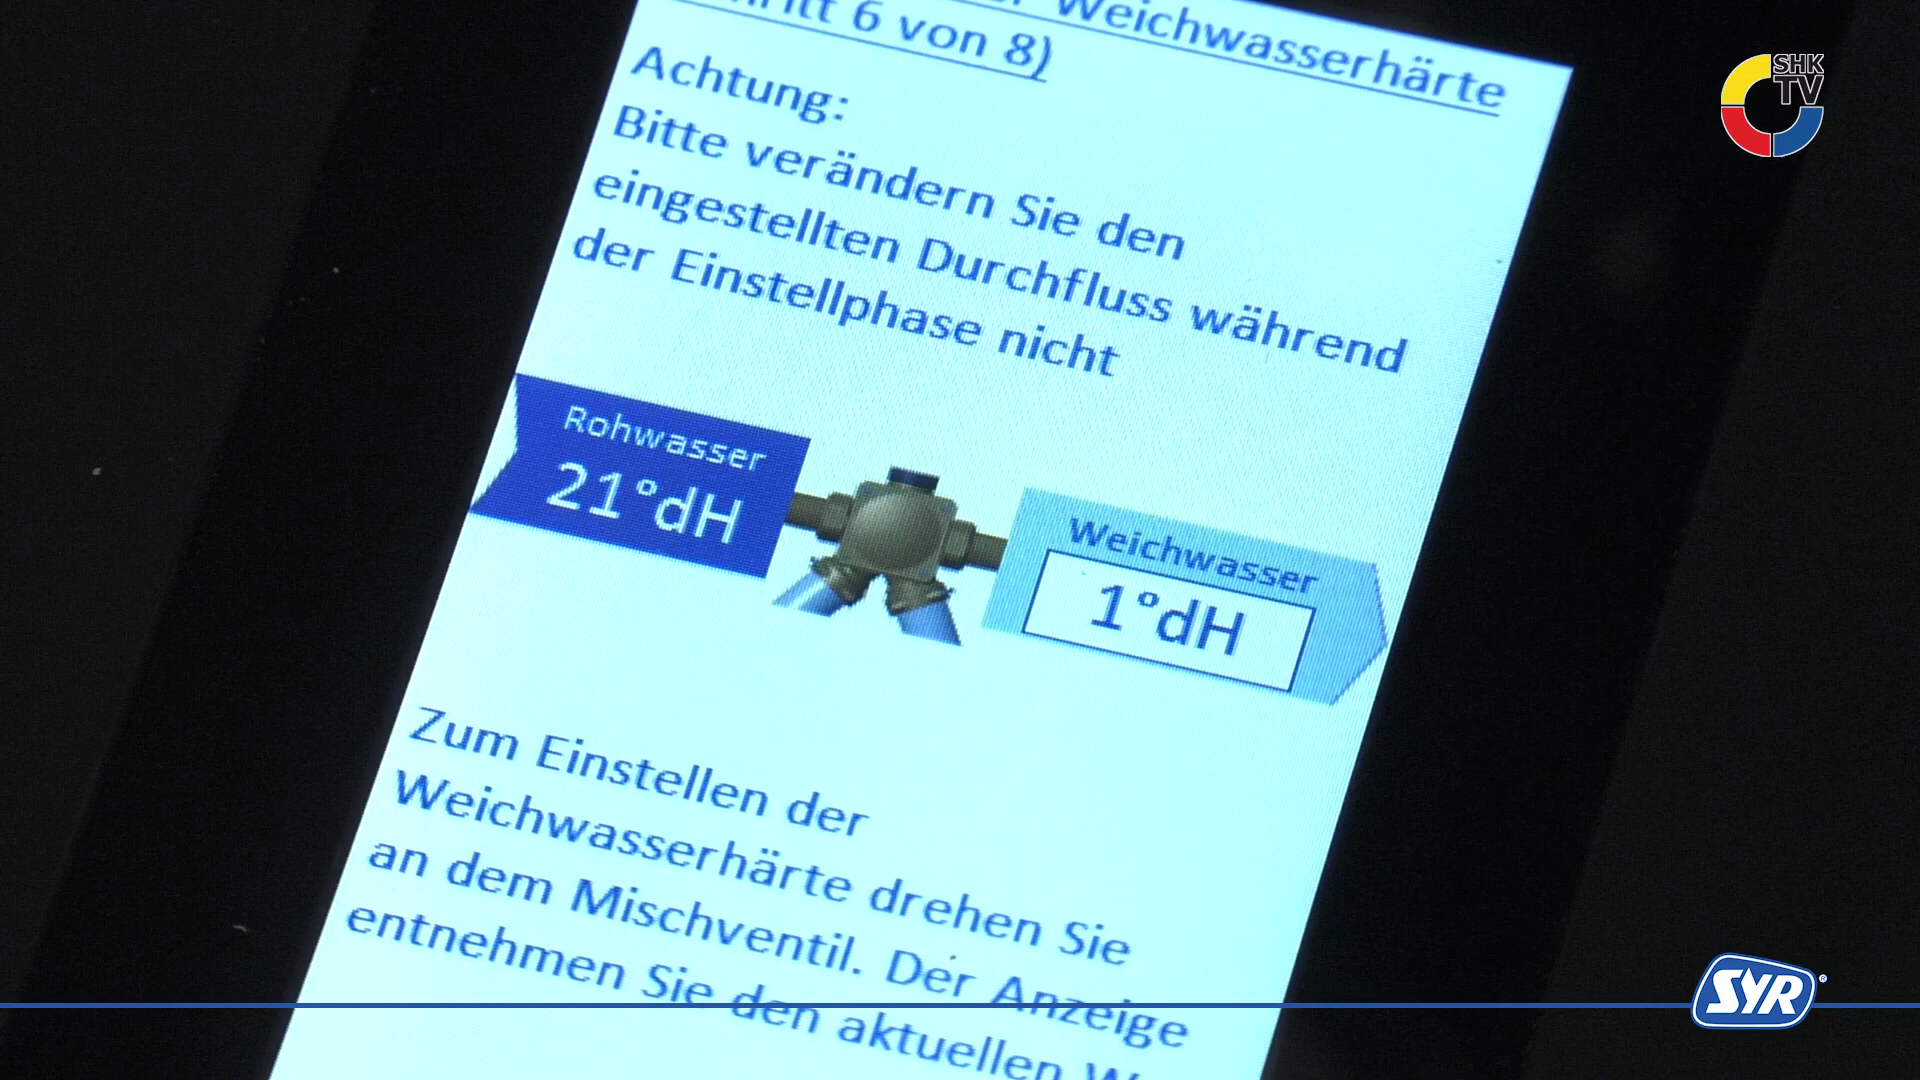 Weichwasserhärte
6 von 8)
Achtung:
Bitte verändern Sie den
eingestellten Durchfluss während
der Einstellphase nicht
Rohwasser
21°dH
Weichwasser
1°dH
Zum Einstellen der
Weichwasserhärte drehen Sie
an dem Mischventil. Der Anzeige
entnehmen Sie den aktuellen
SHK
TV
SYR®